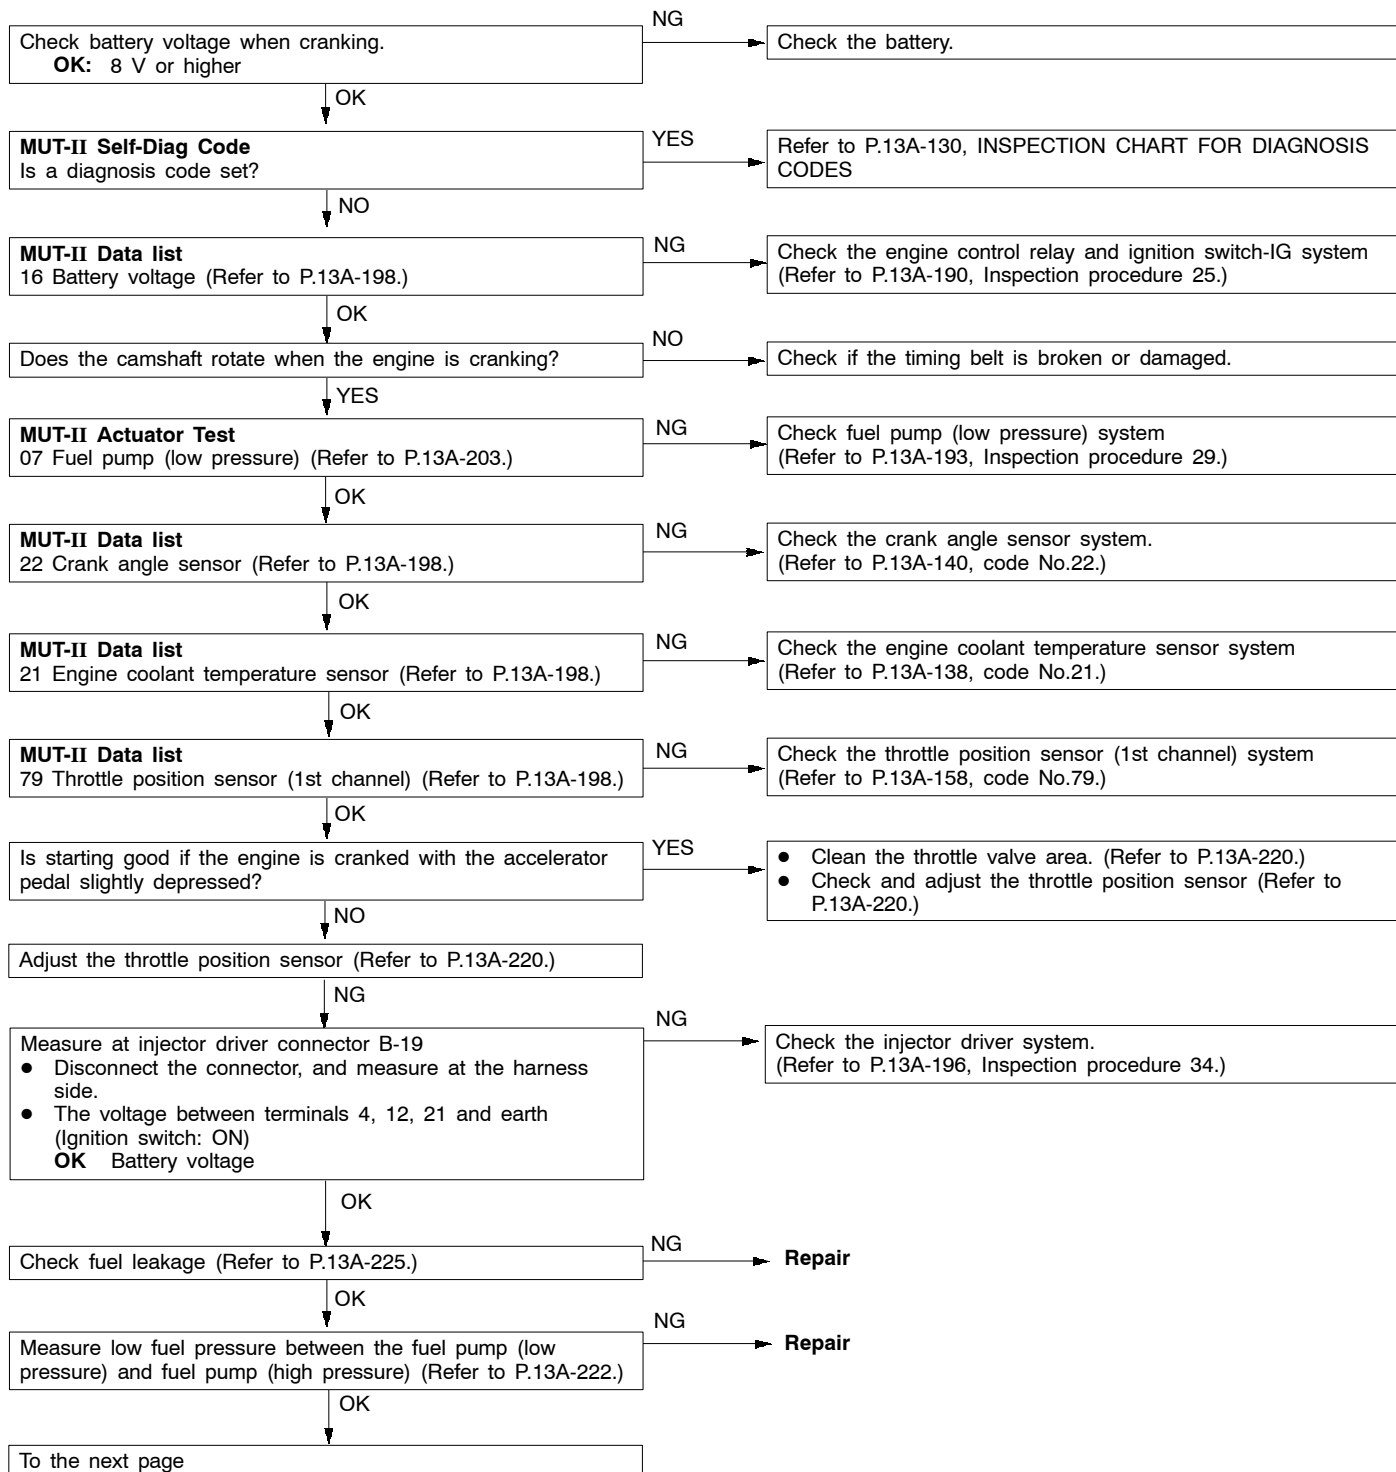 NG
Check battery voltage when cranking.
OK: 8 V or higher
Check the battery.
OK
MUT-II Self-Diag Code
Is a diagnosis code set?
YES
Refer to P.13A-130, INSPECTION CHART FOR DIAGNOSIS
CODES
NO
MUT-II Data list
16 Battery voltage (Refer to P.13A-198.)
NG
Check the engine control relay and ignition switch-IG system
(Refer to P.13A-190, Inspection procedure 25.)
OK
Does the camshaft rotate when the engine is cranking?
NO
Check if the timing belt is broken or damaged.
YES
MUT-II Actuator Test
07 Fuel pump (low pressure) (Refer to P.13A-203.)
NG
Check fuel pump (low pressure) system
(Refer to P.13A-193, Inspection procedure 29.)
OK
MUT-II Data list
22 Crank angle sensor (Refer to P.13A-198.)
NG
Check the crank angle sensor system.
(Refer to P.13A-140, code No.22.)
OK
MUT-II Data list
21 Engine coolant temperature sensor (Refer to P.13A-198.)
NG
Check the engine coolant temperature sensor system
(Refer to P.13A-138, code No.21.)
OK
MUT-II Data list
79 Throttle position sensor (1st channel) (Refer to P.13A-198.)
NG
Check the throttle position sensor (1st channel) system
(Refer to P.13A-158, code No.79.)
OK
Is starting good if the engine is cranked with the accelerator
pedal slightly depressed?
YES
● Clean the throttle valve area. (Refer to P.13A-220.)
● Check and adjust the throttle position sensor (Refer to
P.13A-220.)
NO
Adjust the throttle position sensor (Refer to P.13A-220.)
NG
Measure at injector driver connector B-19
● Disconnect the connector, and measure at the harness
side.
● The voltage between terminals 4, 12, 21 and earth
(Ignition switch: ON)
OK Battery voltage
NG
Check the injector driver system.
(Refer to P.13A-196, Inspection procedure 34.)
OK
Check fuel leakage (Refer to P.13A-225.)
NG
Repair
OK
Measure low fuel pressure between the fuel pump (low
pressure) and fuel pump (high pressure) (Refer to P.13A-222.)
NG
Repair
OK
To the next page